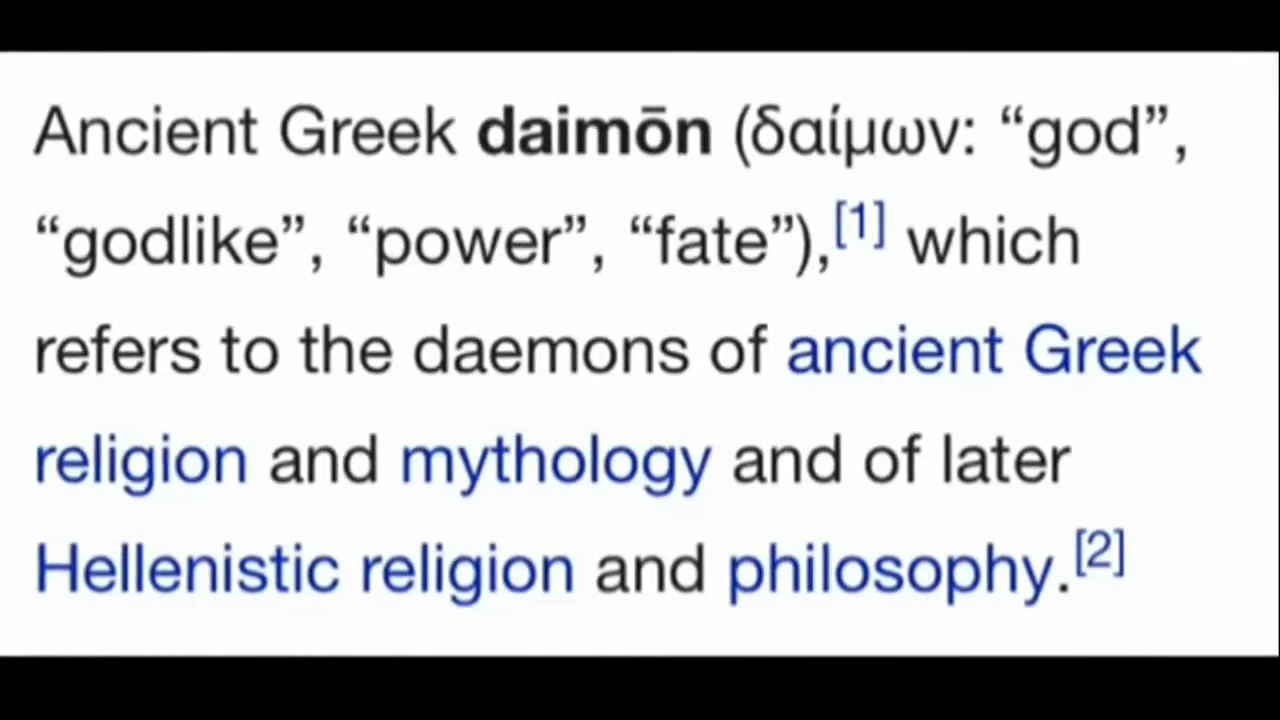 Ancient Greek daimōn (δαίμων: “god”,
“godlike”, “power”, “fate”),[1] which
refers to the daemons of ancient Greek
religion and mythology and of later
Hellenistic religion and philosophy.[2]